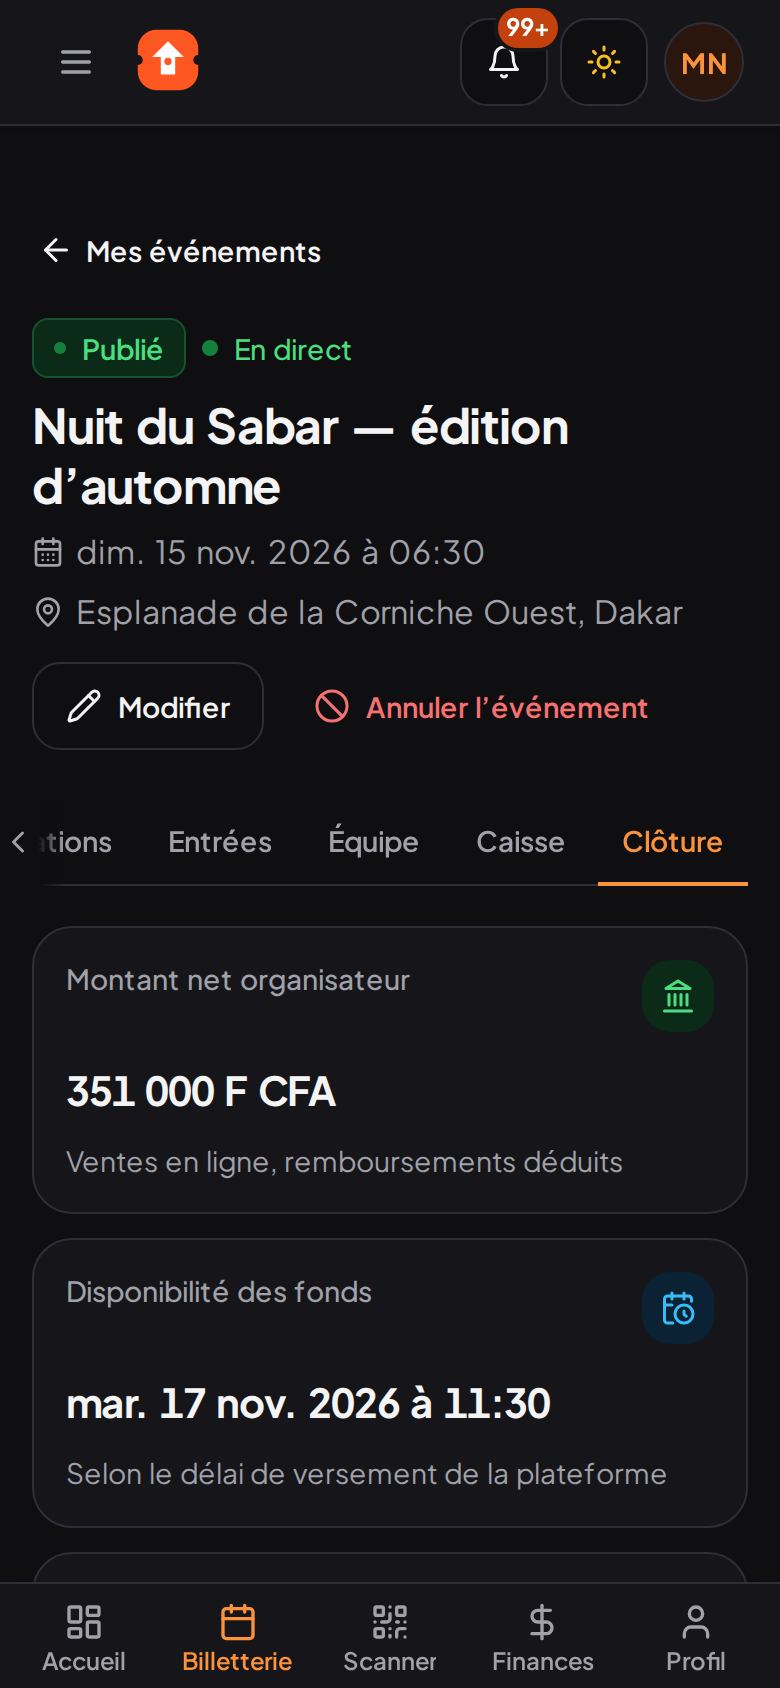 99+
MN
Mes événements
Publié
En direct
Nuit du Sabar — édition
d’automne
dim. 15 nov. 2026 à 06:30
Esplanade de la Corniche Ouest, Dakar
Modifier
Annuler l’événement
tions Entrées Équipe Caisse Clôture
Montant net organisateur
351 000 F CFA
Ventes en ligne, remboursements déduits
Disponibilité des fonds
mar. 17 nov. 2026 à 11:30
Selon le délai de versement de la plateforme
Accueil Billetterie Scanner Finances Profil